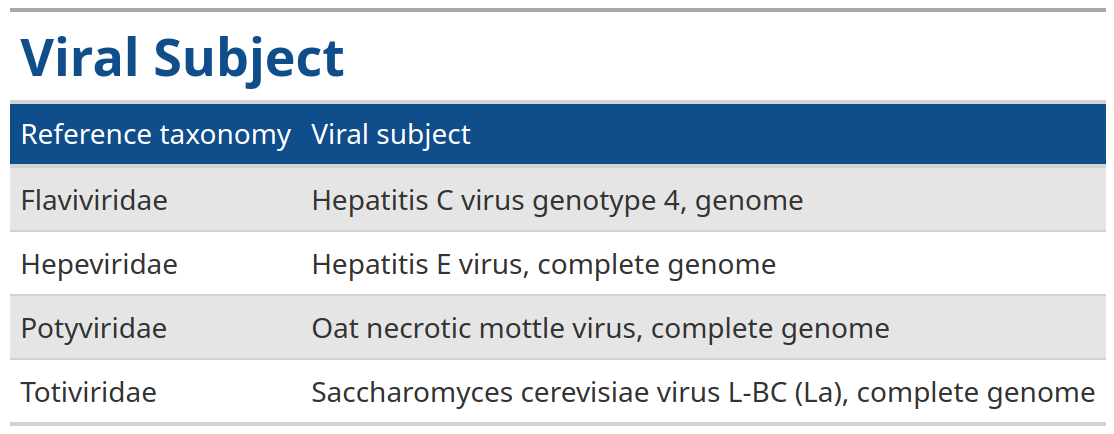 Viral Subject
Reference taxonomy Viral subject
Flaviviridae Hepatitis C virus genotype 4, genome
Hepeviridae Hepatitis E virus, complete genome
Potyviridae Oat necrotic mottle virus, complete genome
Totiviridae Saccharomyces cerevisiae virus L-BC (La), complete genome